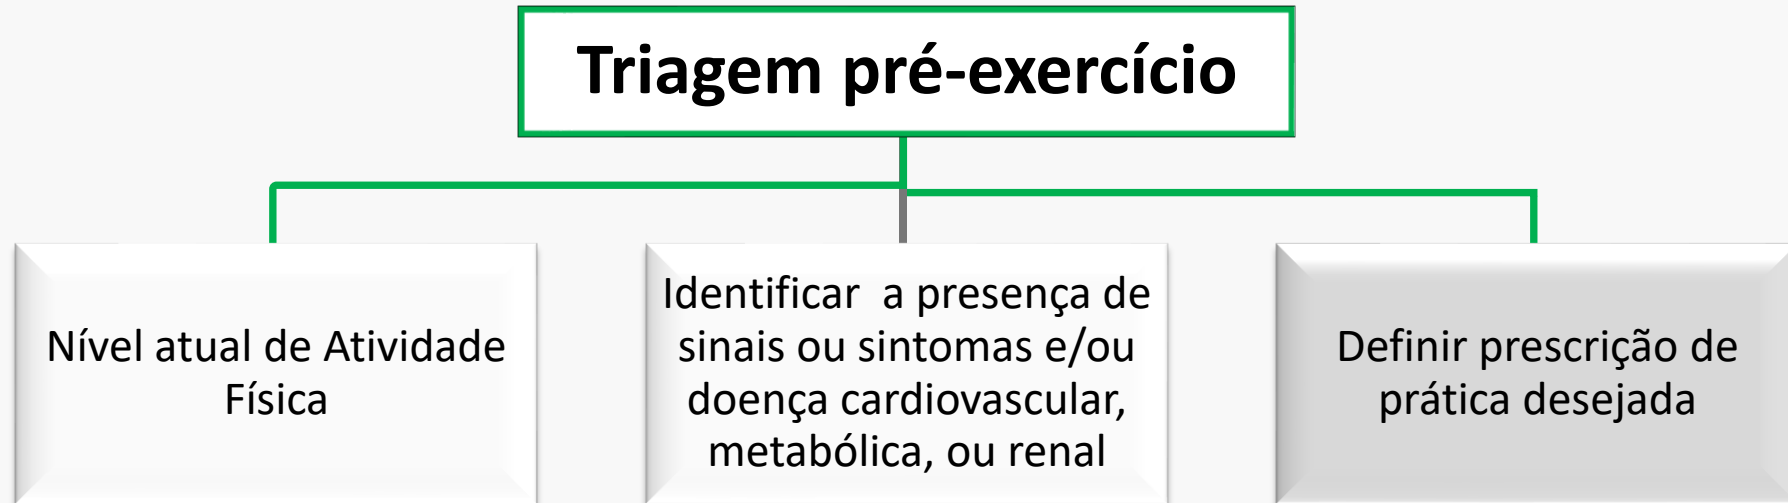 Triagem pré-exercício
Nível atual de Atividade
Física
Identificar  a presença de
sinais ou sintomas e/ou
doença cardiovascular,
metabólica, ou renal
Definir prescrição de
prática desejada